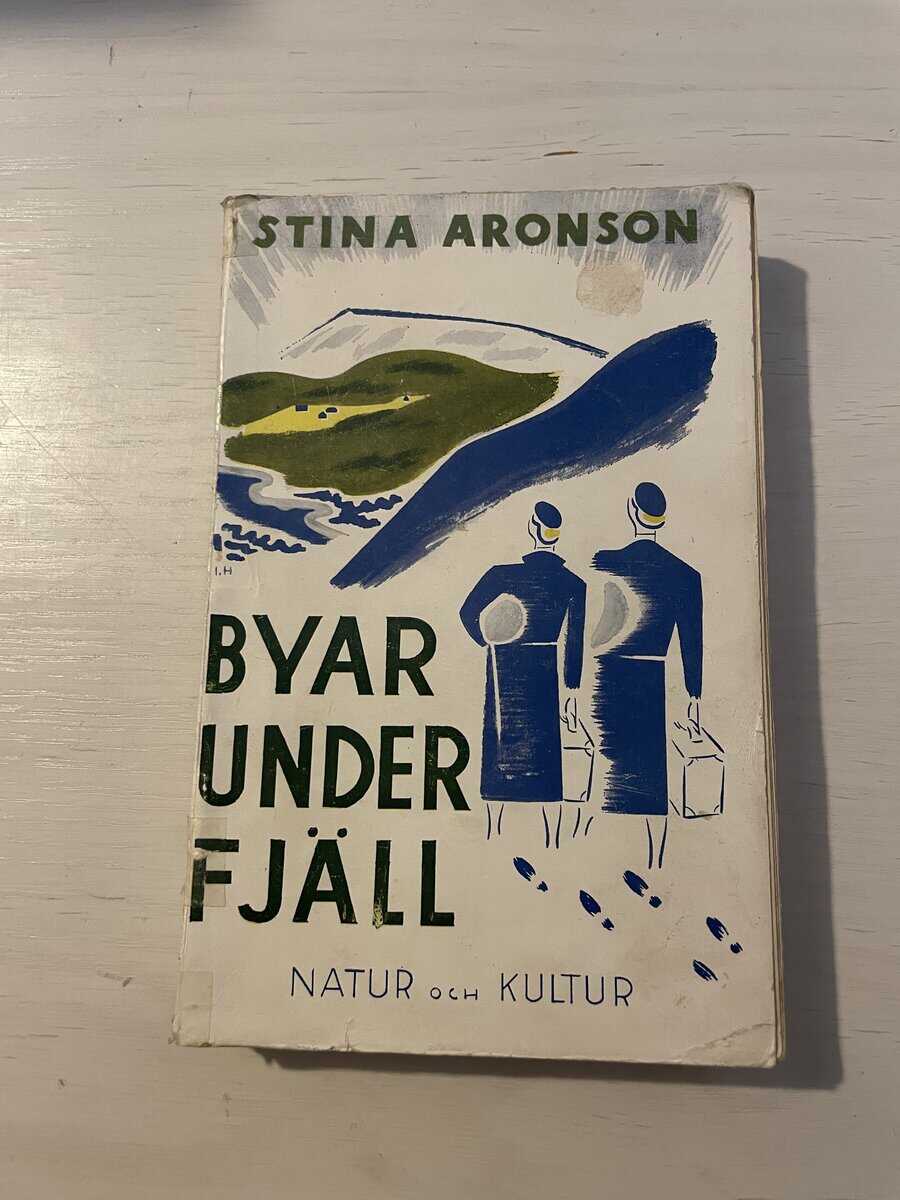 STINA ARONSON
I.H
BYAR
UNDER
FJÄLL
NATUR OCH KULTUR